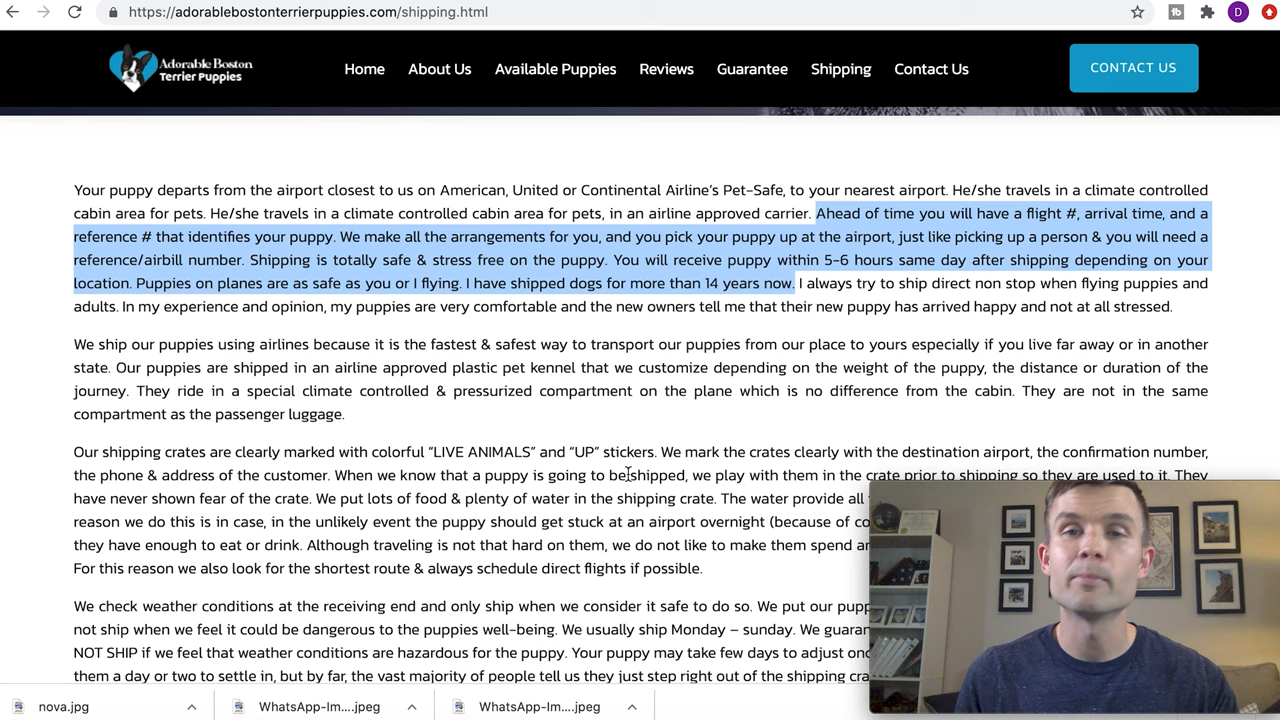 https://adorablebostonterrierpuppies.com/shipping.html
D
Adorable Boston
Terrier Puppies
Home About Us Available Puppies Reviews Guarantee Shipping Contact Us
CONTACT US
Your puppy departs from the airport closest to us on American, United or Continental Airline's Pet-Safe, to your nearest airport. He/she travels in a climate controlled
cabin area for pets. He/she travels in a climate controlled cabin area for pets, in an airline approved carrier. Ahead of time you will have a flight #, arrival time, and a
reference # that identifies your puppy. We make all the arrangements for you, and you pick your puppy up at the airport, just like picking up a person & you will need a
reference/airbill number. Shipping is totally safe & stress free on the puppy. You will receive puppy within 5-6 hours same day after shipping depending on your
location. Puppies on planes are as safe as you or I flying. I have shipped dogs for more than 14 years now. I always try to ship direct non stop when flying puppies and
adults. In my experience and opinion, my puppies are very comfortable and the new owners tell me that their new puppy has arrived happy and not at all stressed.
We ship our puppies using airlines because it is the fastest & safest way to transport our puppies from our place to yours especially if you live far away or in another
state. Our puppies are shipped in an airline approved plastic pet kennel that we customize depending on the weight of the puppy, the distance or duration of the
journey. They ride in a special climate controlled & pressurized compartment on the plane which is no difference from the cabin. They are not in the same
compartment as the passenger luggage.
Our shipping crates are clearly marked with colorful “LIVE ANIMALS” and “UP” stickers. We mark the crates clearly with the destination airport, the confirmation number,
the phone & address of the customer. When we know that a puppy is going to be shipped, we play with them in the crate prior to shipping so they are used to it. They
have never shown fear of the crate. We put lots of food & plenty of water in the shipping crate. The water provide all
reason we do this is in case, in the unlikely event the puppy should get stuck at an airport overnight (because of
they have enough to eat or drink. Although traveling is not that hard on them, we do not like to make them spend
For this reason we also look for the shortest route & always schedule direct flights if possible.
We check weather conditions at the receiving end and only ship when we consider it safe to do so. We put our
not ship when we feel it could be dangerous to the puppies well-being. We usually ship Monday – sunday. We
NOT SHIP if we feel that weather conditions are hazardous for the puppy. Your puppy may take few days to adjust
them a day or two to settle in, but by far, the vast majority of people tell us they just step right out of the shipping
nova.jpg WhatsApp-Im....jpeg WhatsApp-Im....jpeg